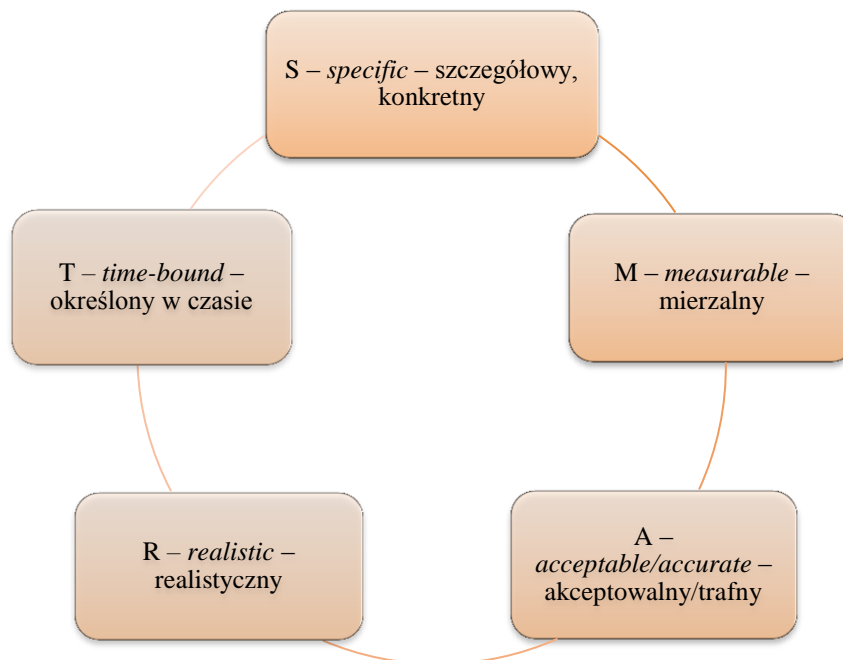 S – specific – szczegółowy,
konkretny
M – measurable –
mierzalny
A –
acceptable/accurate –
akceptowalny/trafny
R – realistic –
realistyczny
T – time-bound –
określony w czasie